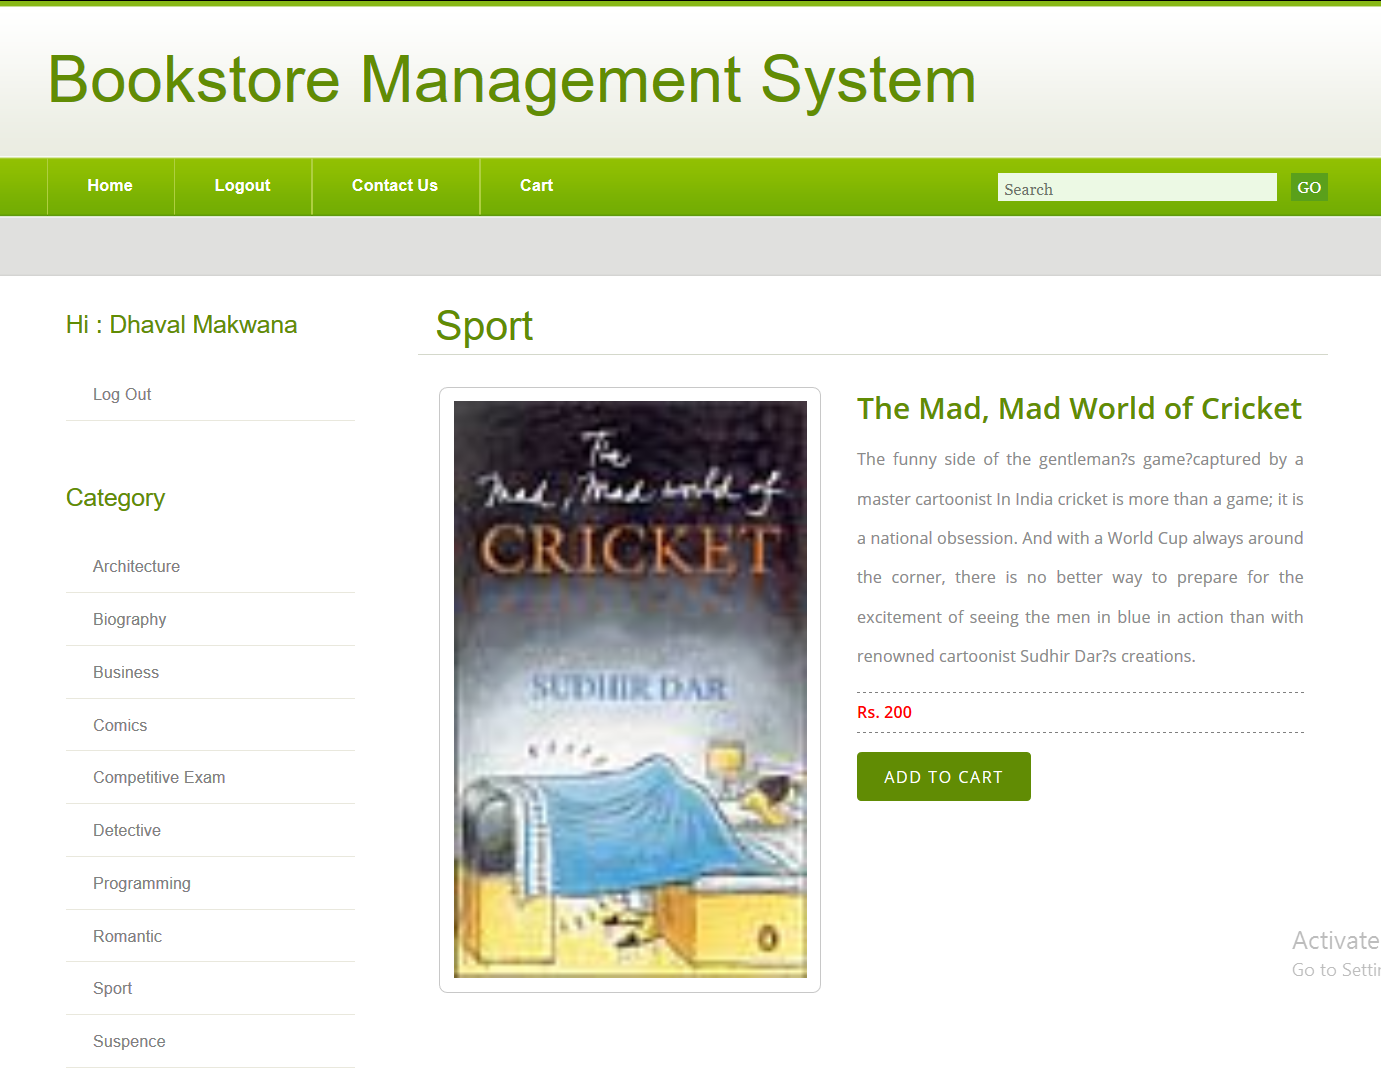 Bookstore Management System
Home
Logout
Contact Us
Cart
Search
GO
Hi : Dhaval Makwana
Log Out
Category
Architecture
Biography
Business
Comics
Competitive Exam
Detective
Programming
Romantic
Sport
Suspence
Sport
The
Mad, Mad world of
CRICKET
SUDHIR DAR
The Mad, Mad World of Cricket
The funny side of the gentleman?s game?captured by a
master cartoonist In India cricket is more than a game; it is
a national obsession. And with a World Cup always around
the corner, there is no better way to prepare for the
excitement of seeing the men in blue in action than with
renowned cartoonist Sudhir Dar?s creations.
Rs. 200
ADD TO CART
Activate
Go to Settin